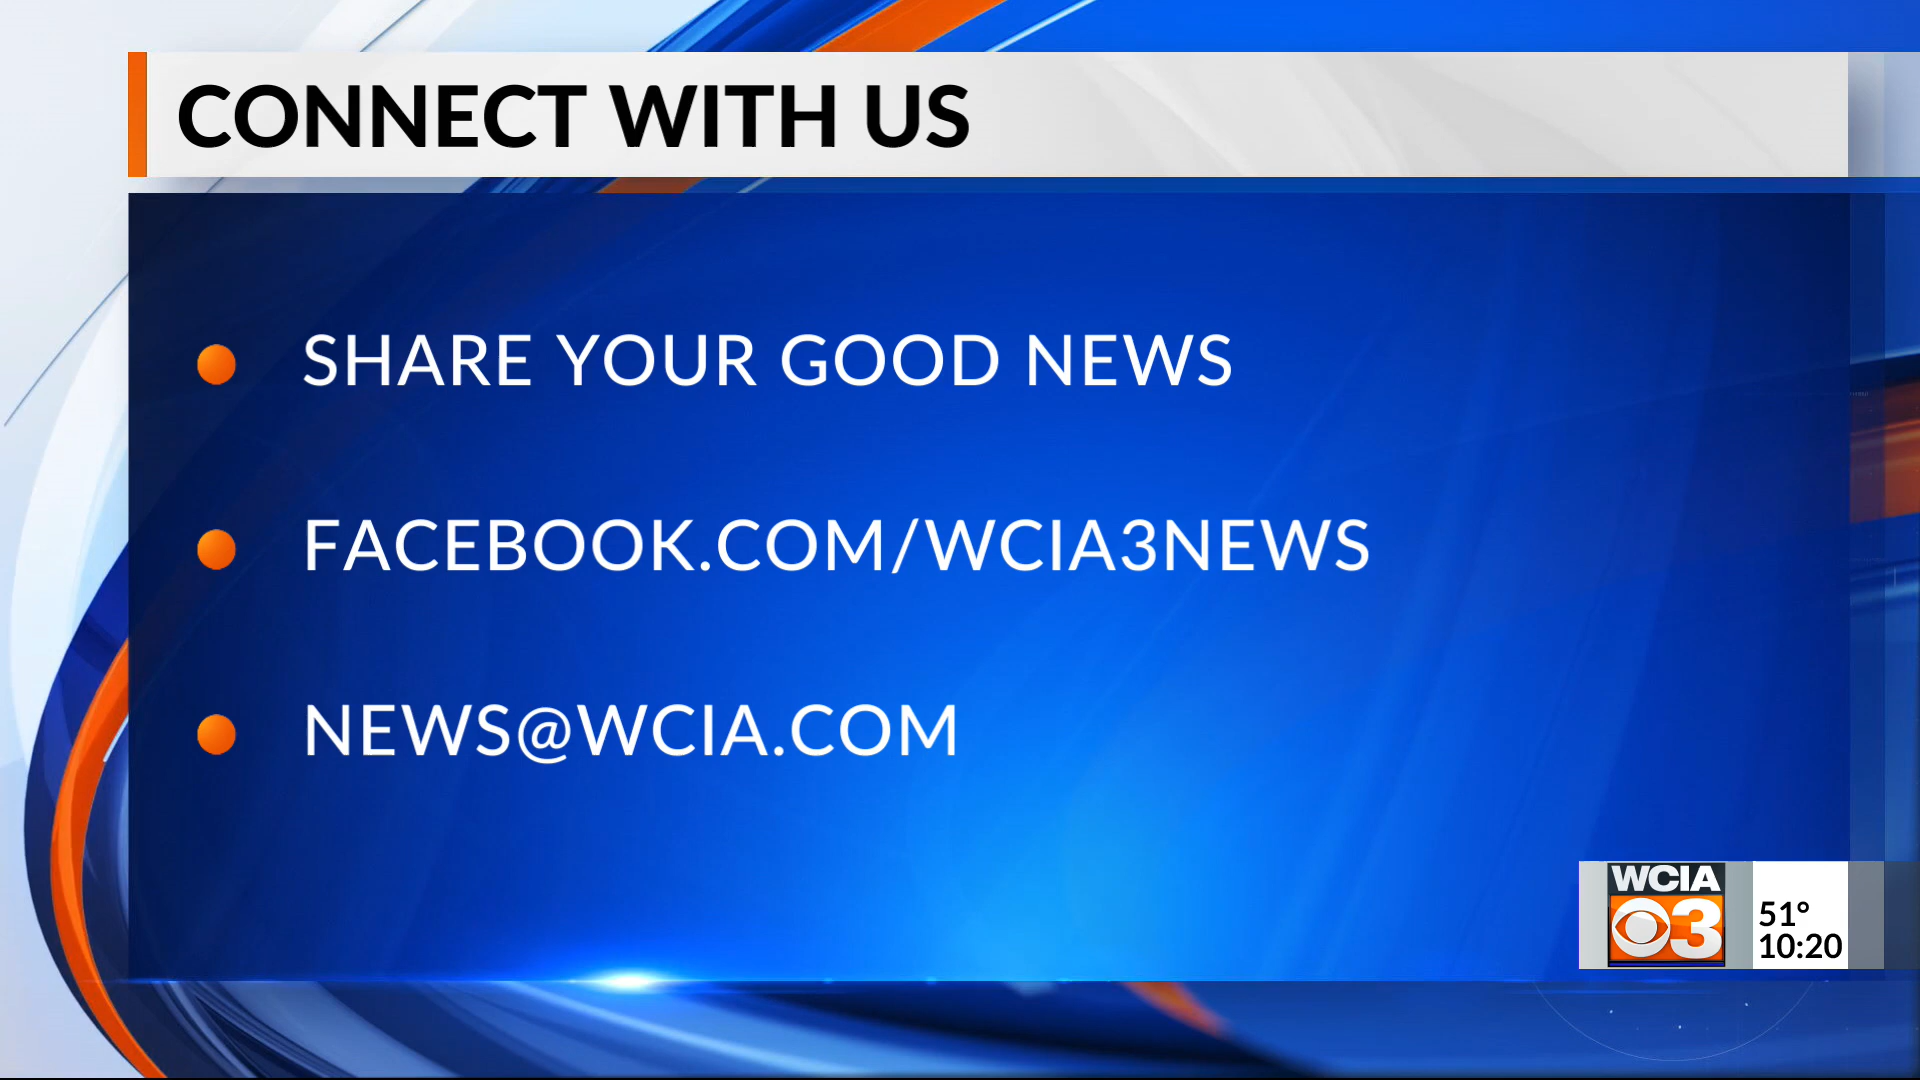 CONNECT WITH US
SHARE YOUR GOOD NEWS
FACEBOOK.COM/WCIA3NEWS
NEWS@WCIA.COM
WCIA
3
51°
10:20